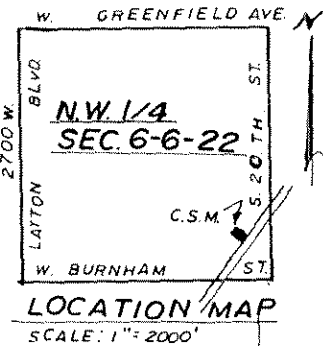 W. GREENFIELD AVE.
N
2700 W.
LAYTON BLVD.
N.W. 1/4
SEC. 6-6-22
S. 20TH ST.
C.S.M.
W. BURNHAM ST.
LOCATION MAP
SCALE: 1"= 2000'